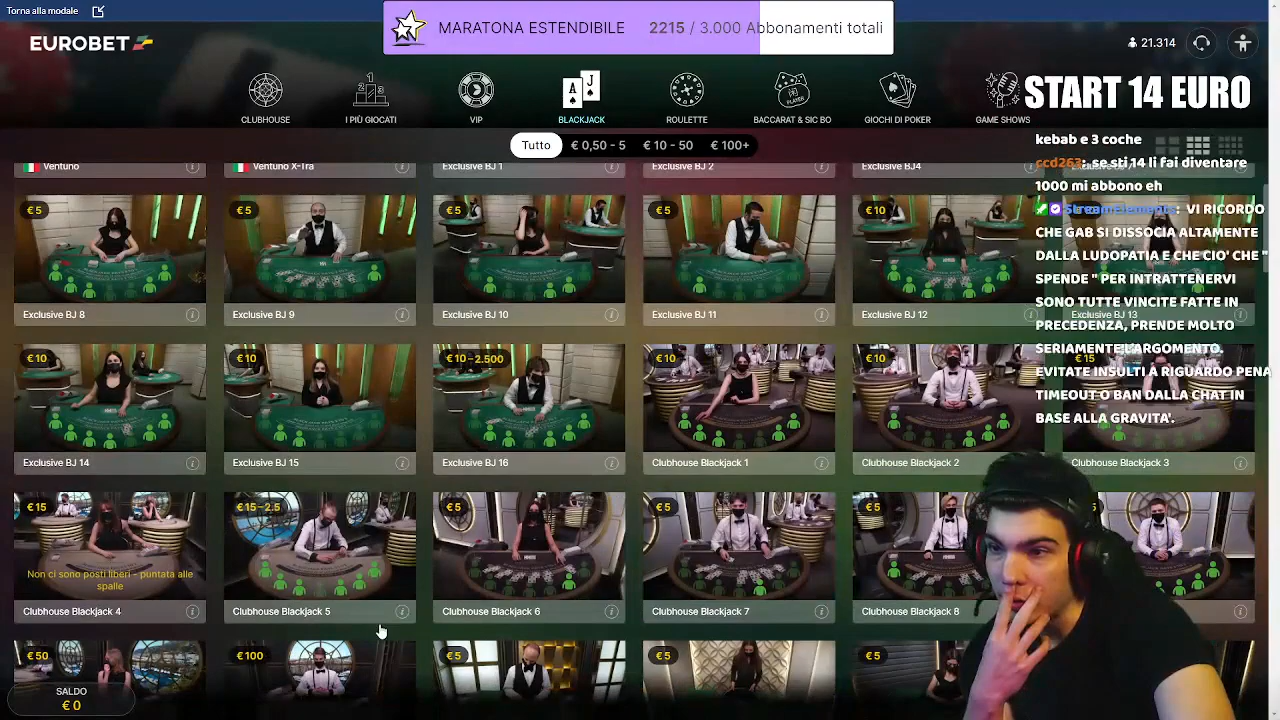 Torna alla modale
MARATONA ESTENDIBILE 2215 / 3.000 Abbonamenti totali
EUROBET
21.314
START 14 EURO
CLUBHOUSE
I PIÙ GIOCATI
VIP
BLACKJACK
ROULETTE
BACCARAT & SIC BO
GIOCHI DI POKER
GAME SHOWS
Tutto € 0,50 - 5 € 10 - 50 € 100+
kebab e 3 coche
ccd263: se sti 14 li fai diventare
1000 mi abbono eh
StreamElements: VI RICORDO
CHE GAB SI DISSOCIA ALTAMENTE
DALLA LUDOPATIA E CHE CIO' CHE "
SPENDE " PER INTRATTENERVI
SONO TUTTE VINCITE FATTE IN
PRECEDENZA, PRENDE MOLTO
SERIAMENTE L'ARGOMENTO.
EVITATE INSULTI A RIGUARDO PENA
TIMEOUT O BAN DALLA CHAT IN
BASE ALLA GRAVITA'.
Ventuno
Ventuno X-Tra
Exclusive BJ 1
Exclusive BJ 2
Exclusive BJ4
€ 5
€ 5
€ 5
€ 5
€ 10
Exclusive BJ 8
Exclusive BJ 9
Exclusive BJ 10
Exclusive BJ 11
Exclusive BJ 12
Exclusive BJ 13
€ 10
€ 10
€ 10 – 2.500
€ 10
€ 10
€ 15
Exclusive BJ 14
Exclusive BJ 15
Exclusive BJ 16
Clubhouse Blackjack 1
Clubhouse Blackjack 2
Clubhouse Blackjack 3
€ 15
€ 15 – 2.5
€ 5
€ 5
€ 5
Non ci sono posti liberi - puntata alle
spalle
Clubhouse Blackjack 4
Clubhouse Blackjack 5
Clubhouse Blackjack 6
Clubhouse Blackjack 7
Clubhouse Blackjack 8
€ 50
€ 100
€ 5
€ 5
€ 5
SALDO
€ 0